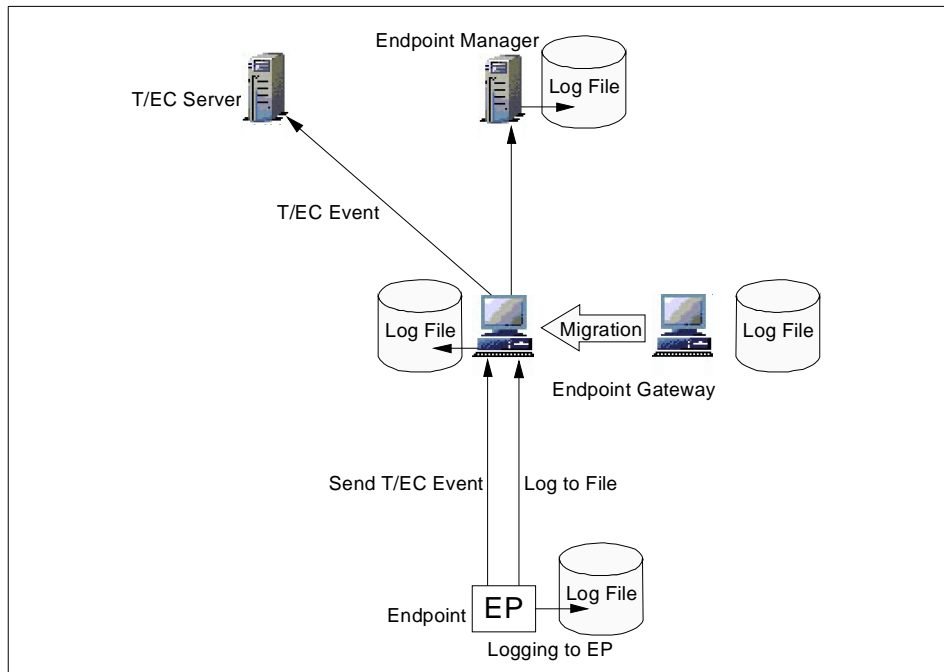 Endpoint Manager
Log File
T/EC Server
T/EC Event
Log File
Migration
Log File
Endpoint Gateway
Send T/EC Event
Log to File
Log File
Endpoint
EP
Logging to EP